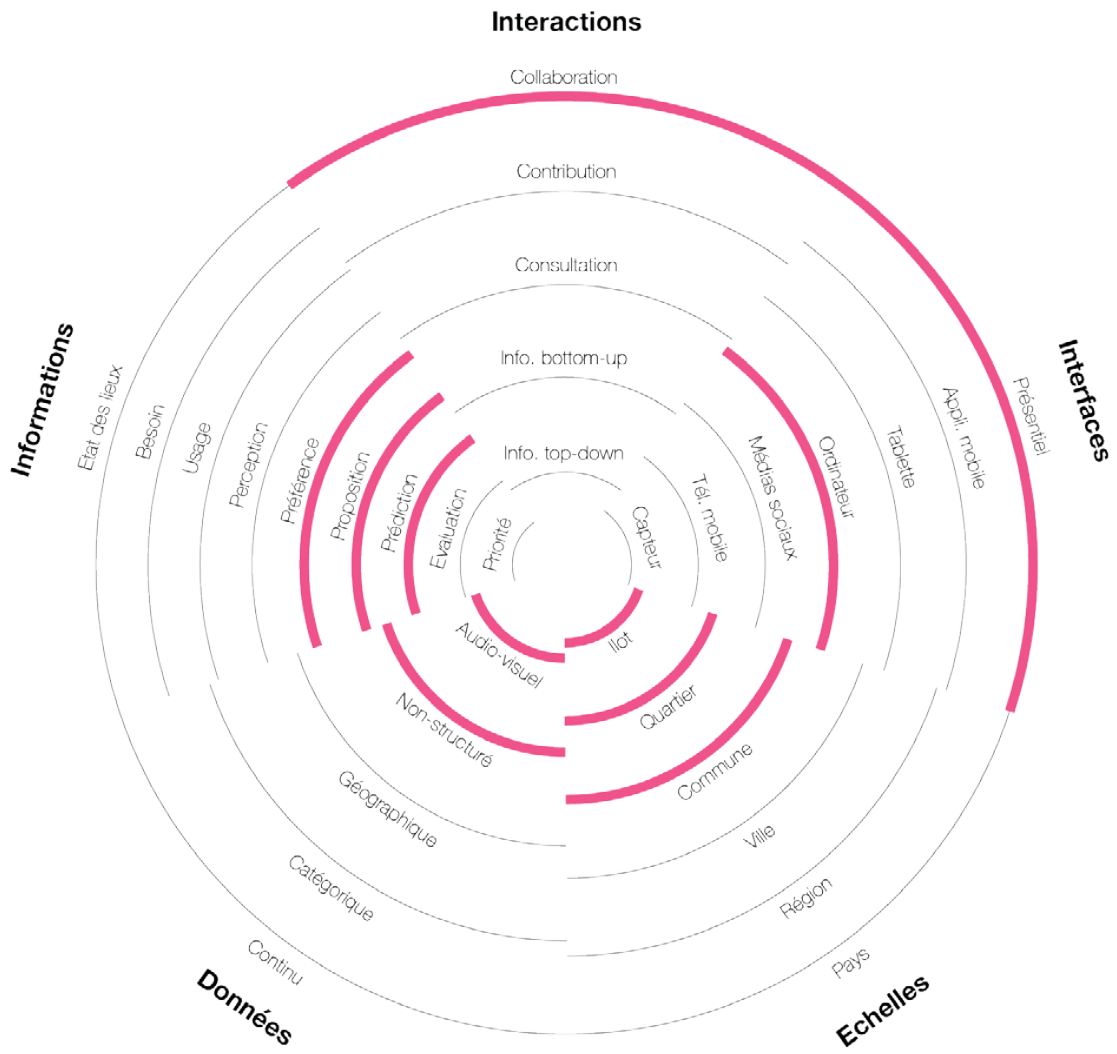 Interactions
Collaboration
Contribution
Consultation
Info. bottom-up
Info. top-down
Interfaces
Présentiel
Appli. mobile
Tablette
Ordinateur
Médias sociaux
Tél. mobile
Capteur
Echelles
Ilot
Quartier
Commune
Ville
Région
Pays
Données
Audio-visuel
Non-structuré
Géographique
Catégorique
Continu
Informations
Etat des lieux
Besoin
Usage
Perception
Préférence
Proposition
Prédiction
Evaluation
Priorité